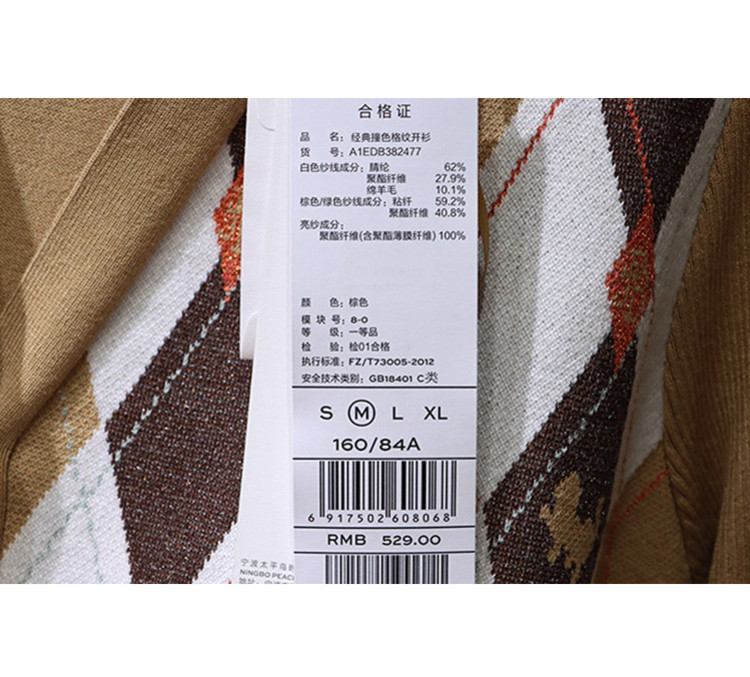 合格证
品 名: 经典撞色格纹开衫
货 号: A1EDB382477
白色纱线成分: 腈纶 62%
聚酯纤维 27.9%
绵羊毛 10.1%
棕色/绿色纱线成分: 粘纤 59.2%
聚酯纤维 40.8%
亮纱成分:
聚酯纤维(含聚酯薄膜纤维) 100%
颜 色: 棕色
模 块 号: 8-0
等 级: 一等品
检 验: 检01合格
执行标准: FZ/T73005-2012
安全技术类别: GB18401 C类
S M L XL
160/84A
6 917502 608068
RMB 529.00
宁波太平鸟时
NINGBO PEAC